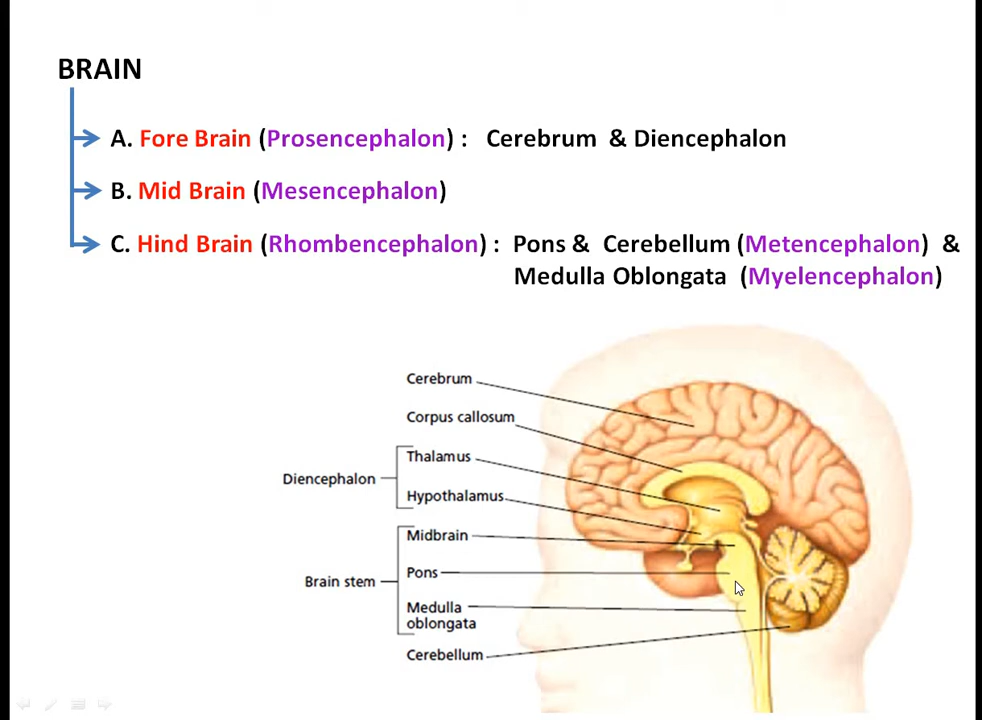 BRAIN
A. Fore Brain (Prosencephalon) : Cerebrum & Diencephalon
B. Mid Brain (Mesencephalon)
C. Hind Brain (Rhombencephalon) : Pons & Cerebellum (Metencephalon) &
Medulla Oblongata (Myelencephalon)
Cerebrum
Corpus callosum
Thalamus
Diencephalon
Hypothalamus
Midbrain
Pons
Brain stem
Medulla
oblongata
Cerebellum